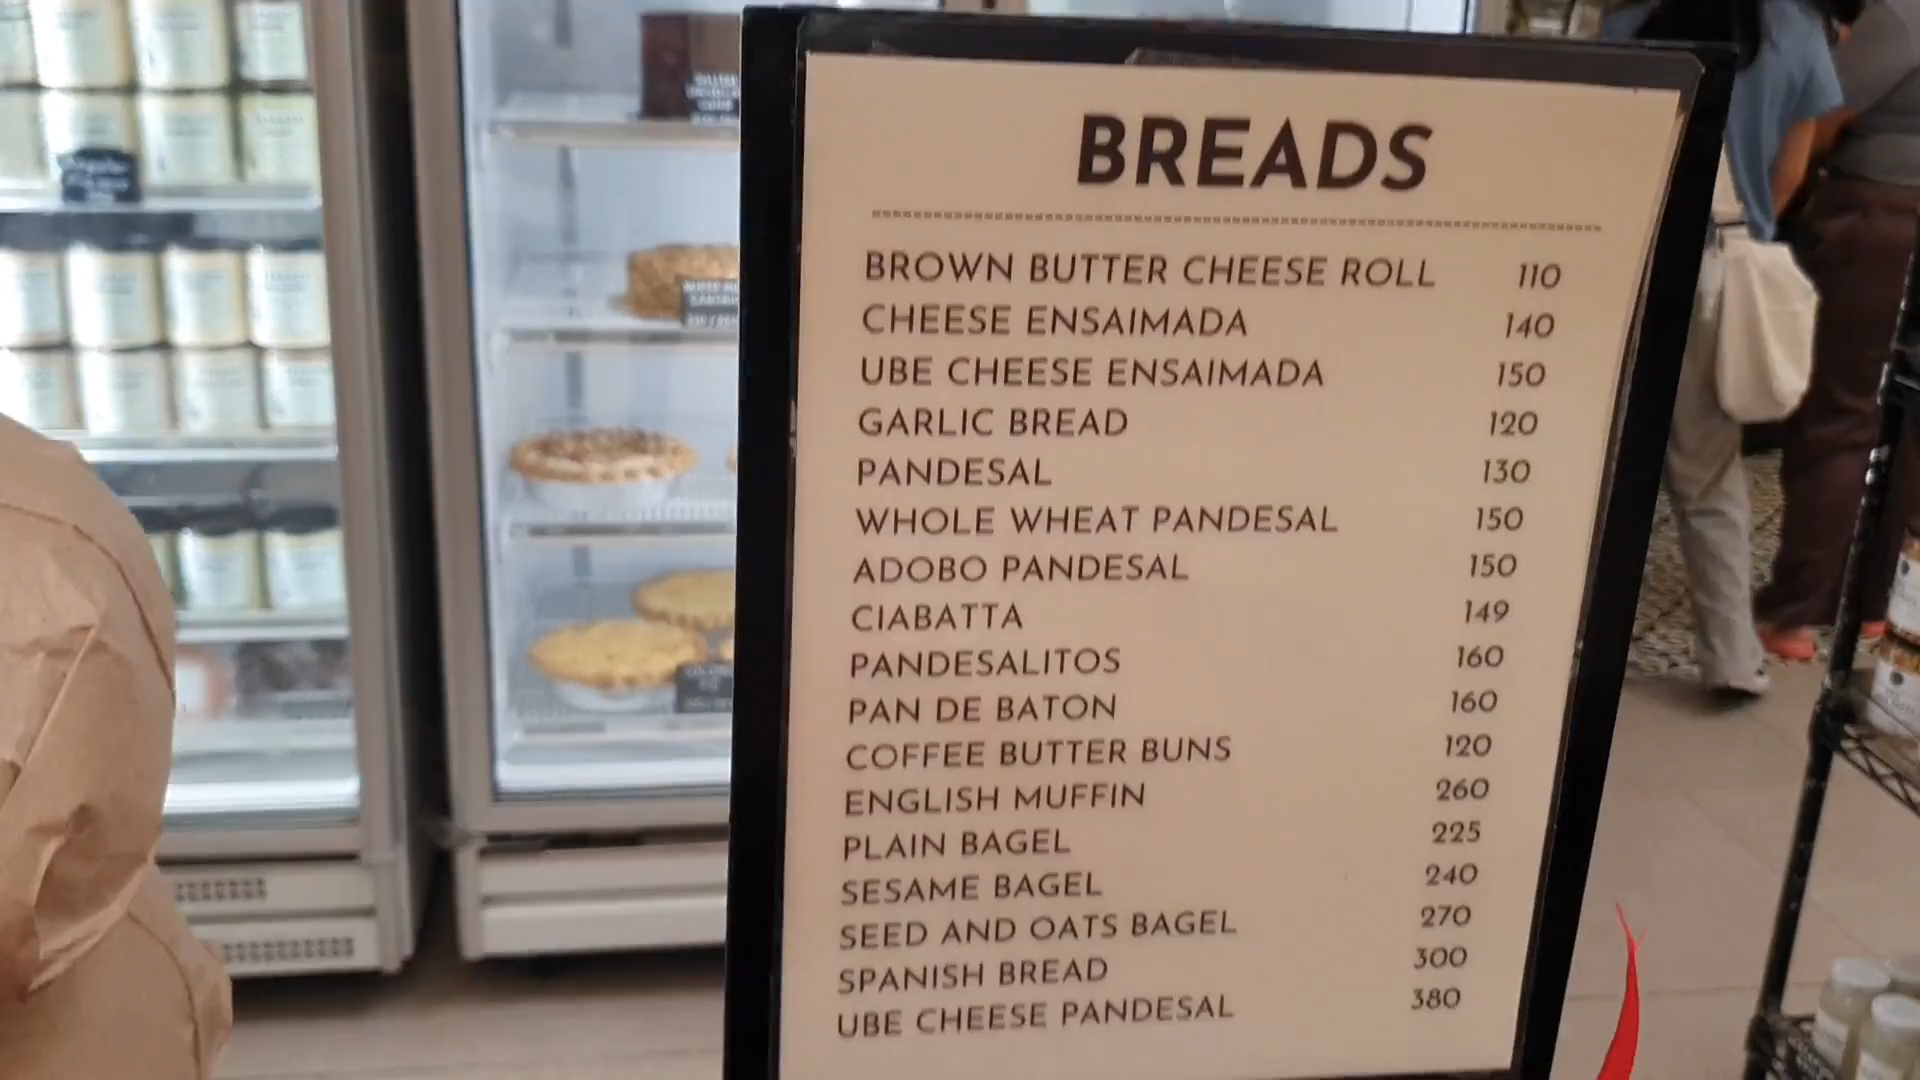 BREADS
BROWN BUTTER CHEESE ROLL 110
CHEESE ENSAIMADA 140
UBE CHEESE ENSAIMADA 150
GARLIC BREAD 120
PANDESAL 130
WHOLE WHEAT PANDESAL 150
ADOBO PANDESAL 150
CIABATTA 149
PANDESALITOS 160
PAN DE BATON 160
COFFEE BUTTER BUNS 120
ENGLISH MUFFIN 260
PLAIN BAGEL 225
SESAME BAGEL 240
SEED AND OATS BAGEL 270
SPANISH BREAD 300
UBE CHEESE PANDESAL 380